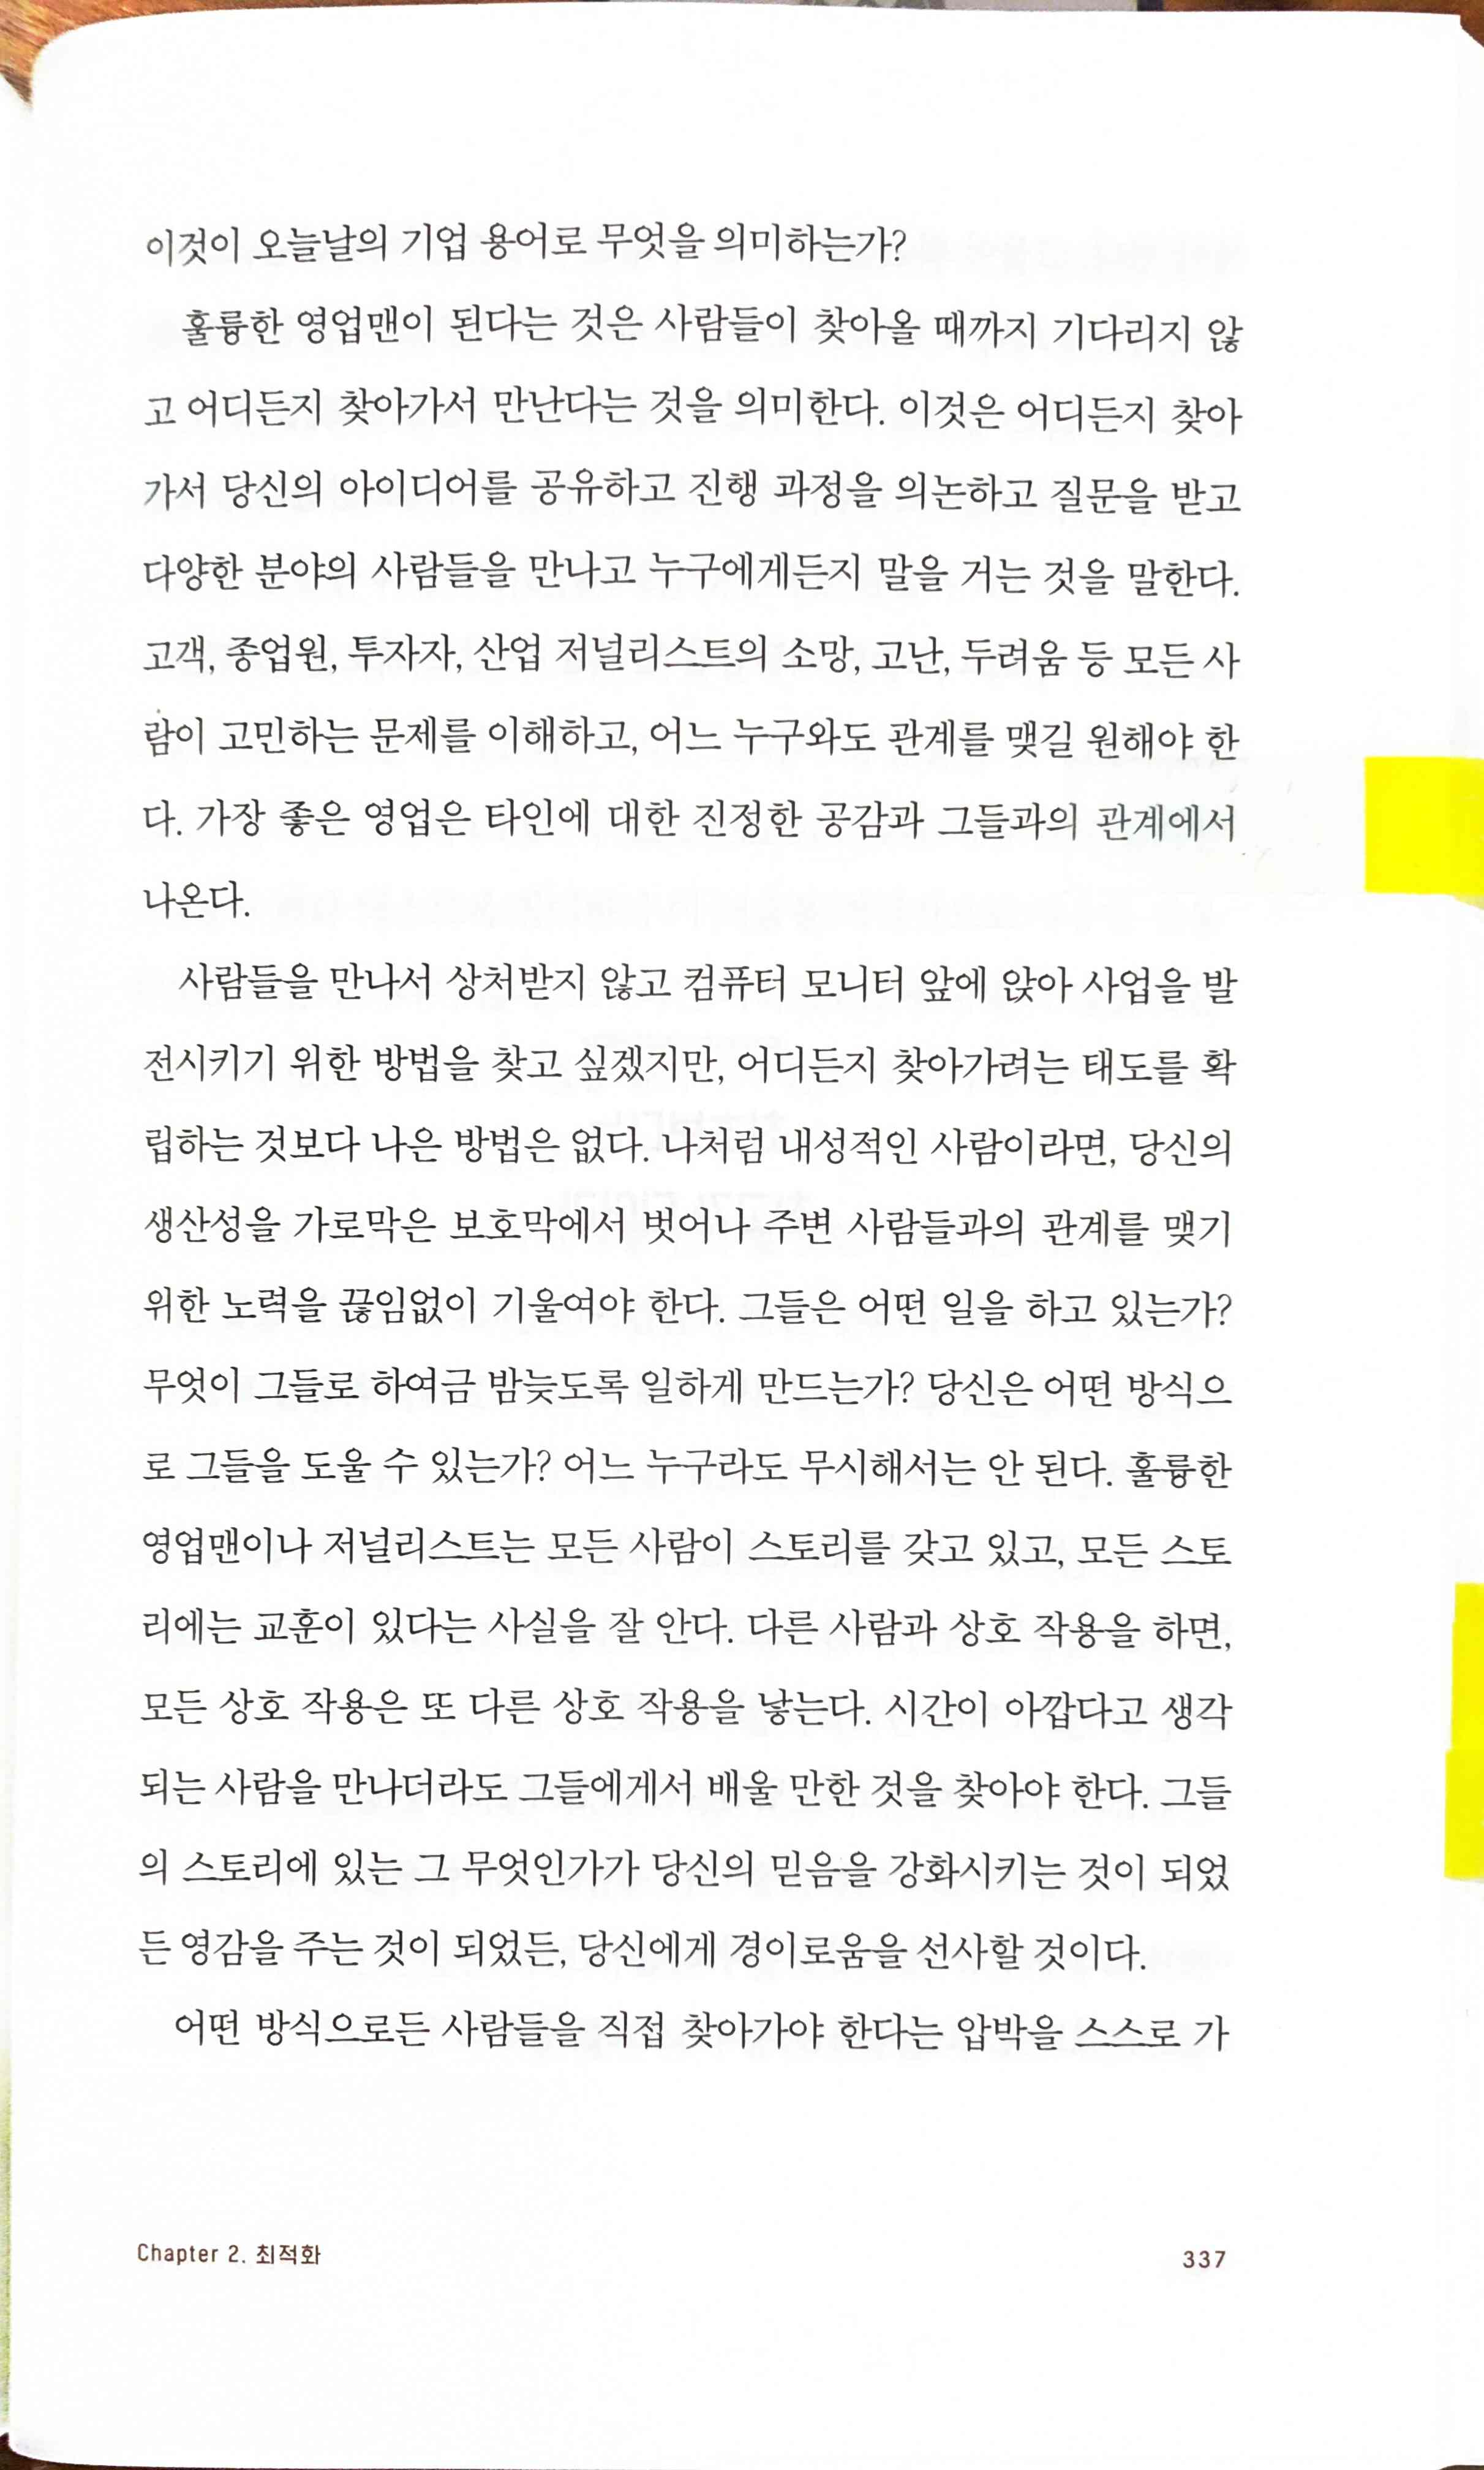 이것이 오늘날의 기업 용어로 무엇을 의미하는가?
훌륭한 영업맨이 된다는 것은 사람들이 찾아올 때까지 기다리지 않
고 어디든지 찾아가서 만난다는 것을 의미한다. 이것은 어디든지 찾아
가서 당신의 아이디어를 공유하고 진행 과정을 의논하고 질문을 받고
다양한 분야의 사람들을 만나고 누구에게든지 말을 거는 것을 말한다.
고객, 종업원, 투자자, 산업 저널리스트의 소망, 고난, 두려움 등 모든 사
람이 고민하는 문제를 이해하고, 어느 누구와도 관계를 맺길 원해야 한
다. 가장 좋은 영업은 타인에 대한 진정한 공감과 그들과의 관계에서
나온다.
사람들을 만나서 상처받지 않고 컴퓨터 모니터 앞에 앉아 사업을 발
전시키기 위한 방법을 찾고 싶겠지만, 어디든지 찾아가려는 태도를 확
립하는 것보다 나은 방법은 없다. 나처럼 내성적인 사람이라면, 당신의
생산성을 가로막은 보호막에서 벗어나 주변 사람들과의 관계를 맺기
위한 노력을 끊임없이 기울여야 한다. 그들은 어떤 일을 하고 있는가?
무엇이 그들로 하여금 밤늦도록 일하게 만드는가? 당신은 어떤 방식으
로 그들을 도울 수 있는가? 어느 누구라도 무시해서는 안 된다. 훌륭한
영업맨이나 저널리스트는 모든 사람이 스토리를 갖고 있고, 모든 스토
리에는 교훈이 있다는 사실을 잘 안다. 다른 사람과 상호 작용을 하면,
모든 상호 작용은 또 다른 상호 작용을 낳는다. 시간이 아깝다고 생각
되는 사람을 만나더라도 그들에게서 배울 만한 것을 찾아야 한다. 그들
의 스토리에 있는 그 무엇인가가 당신의 믿음을 강화시키는 것이 되었
든 영감을 주는 것이 되었든, 당신에게 경이로움을 선사할 것이다.
어떤 방식으로든 사람들을 직접 찾아가야 한다는 압박을 스스로 가
Chapter 2. 최적화
337